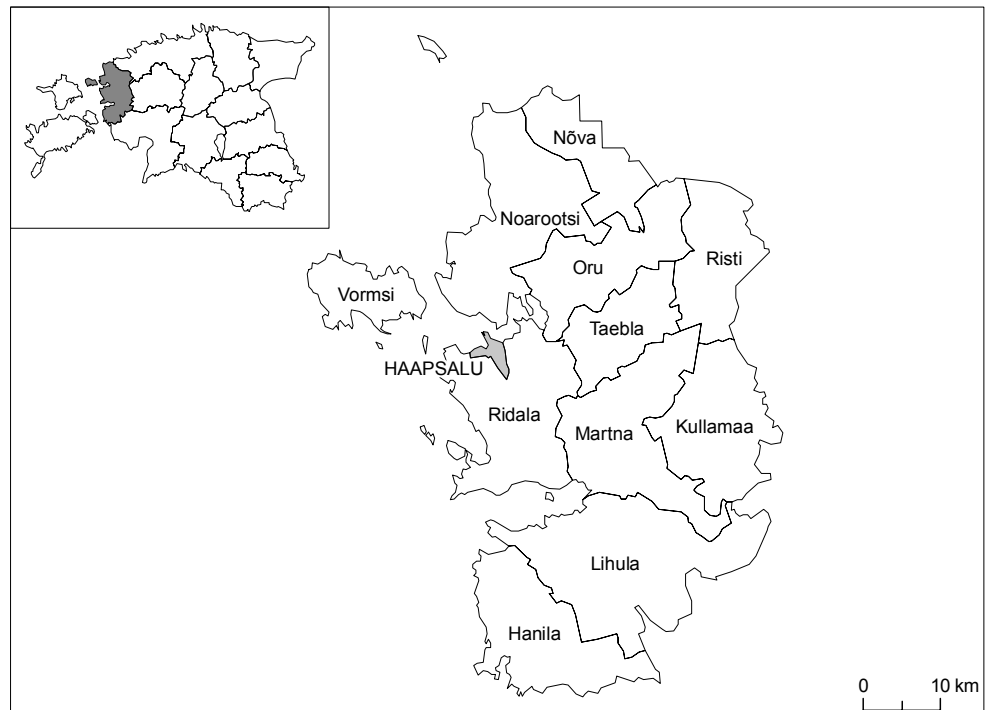 Nõva
Noarootsi
Oru
Risti
Vormsi
Taebla
HAAPSALU
Ridala
Martna
Kullamaa
Lihula
Hanila
0 10 km